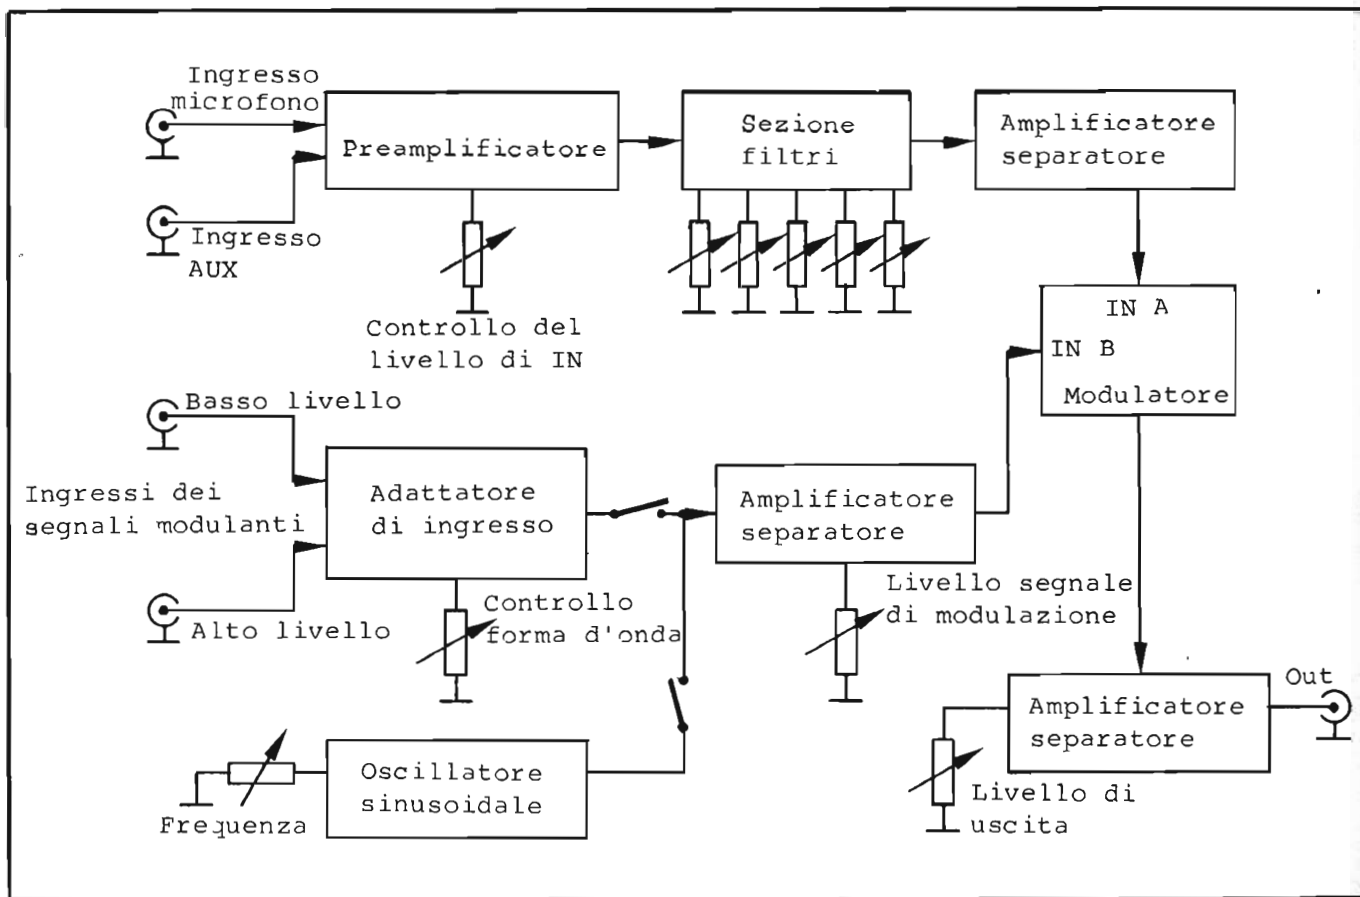 Ingresso
microfono
Preamplificatore
Sezione
filtri
Amplificatore
separatore
Ingresso
AUX
Controllo del
livello di IN
IN A
IN B
Modulatore
Basso livello
Ingressi dei
segnali modulanti
Adattatore
di ingresso
Amplificatore
separatore
Alto livello
Controllo
forma d'onda
Livello segnale
di modulazione
Oscillatore
sinusoidale
Frequenza
Amplificatore
separatore
Out
Livello di
uscita